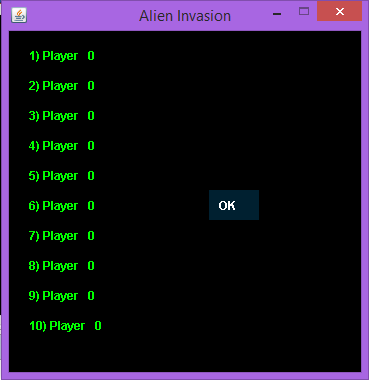 Alien Invasion
1) Player 0
2) Player 0
3) Player 0
4) Player 0
5) Player 0
6) Player 0
OK
7) Player 0
8) Player 0
9) Player 0
10) Player 0